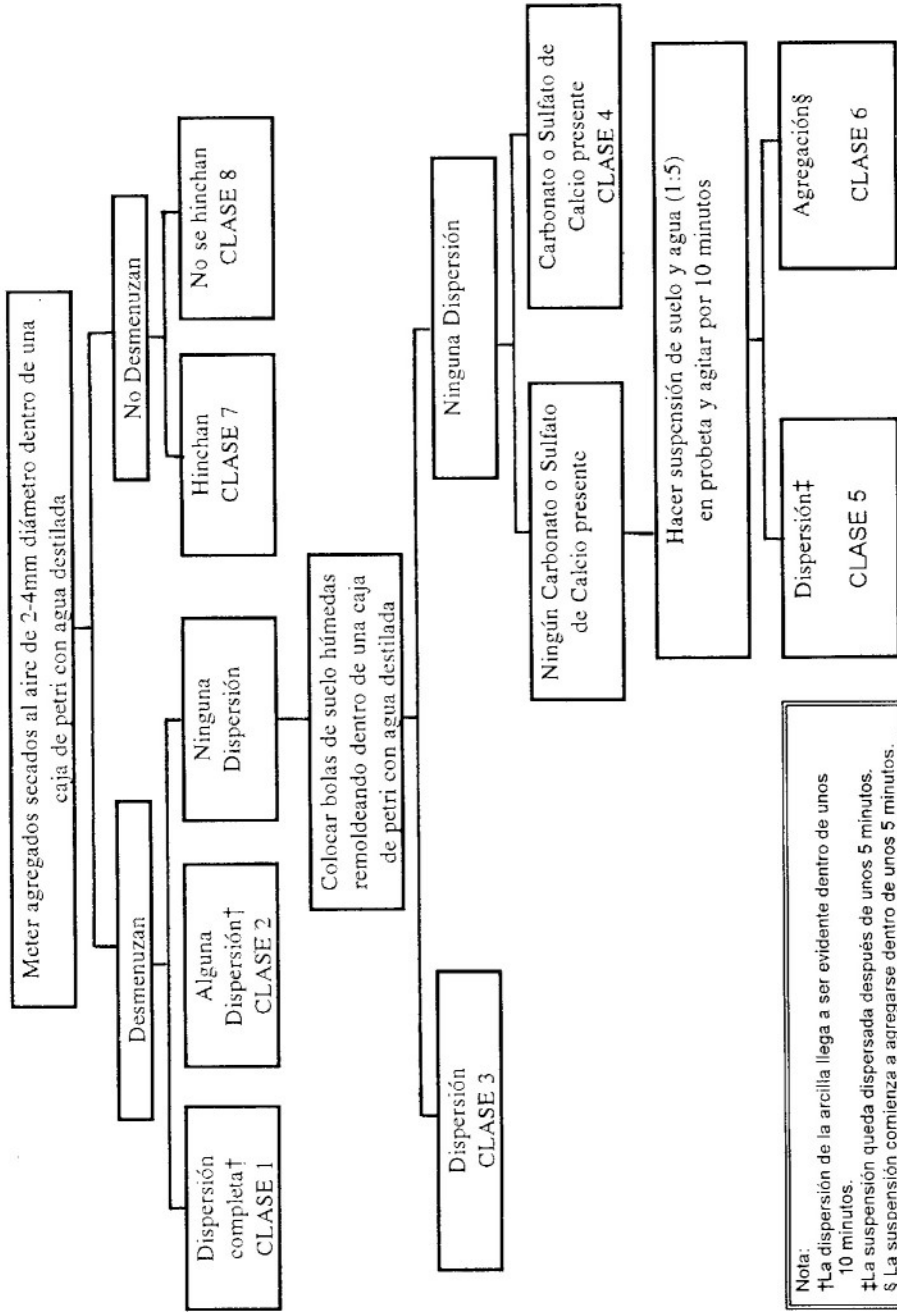 Meter agregados secados al aire de 2-4mm diámetro dentro de una
caja de petri con agua destilada
Desmenuzan
No Desmenuzan
Dispersión
completa†
CLASE 1
Alguna
Dispersión†
CLASE 2
Ninguna
Dispersión
Hinchan
CLASE 7
No se hinchan
CLASE 8
Colocar bolas de suelo húmedas
remoldeando dentro de una caja
de petri con agua destilada
Dispersión
CLASE 3
Ninguna Dispersión
Ningún Carbonato o Sulfato
de Calcio presente
Carbonato o Sulfato de
Calcio presente
CLASE 4
Hacer suspensión de suelo y agua (1:5)
en probeta y agitar por 10 minutos
Dispersión‡
CLASE 5
Agregación§
CLASE 6
Nota:
†La dispersión de la arcilla llega a ser evidente dentro de unos
10 minutos.
‡La suspensión queda dispersada después de unos 5 minutos.
§ La suspensión comienza a agregarse dentro de unos 5 minutos.